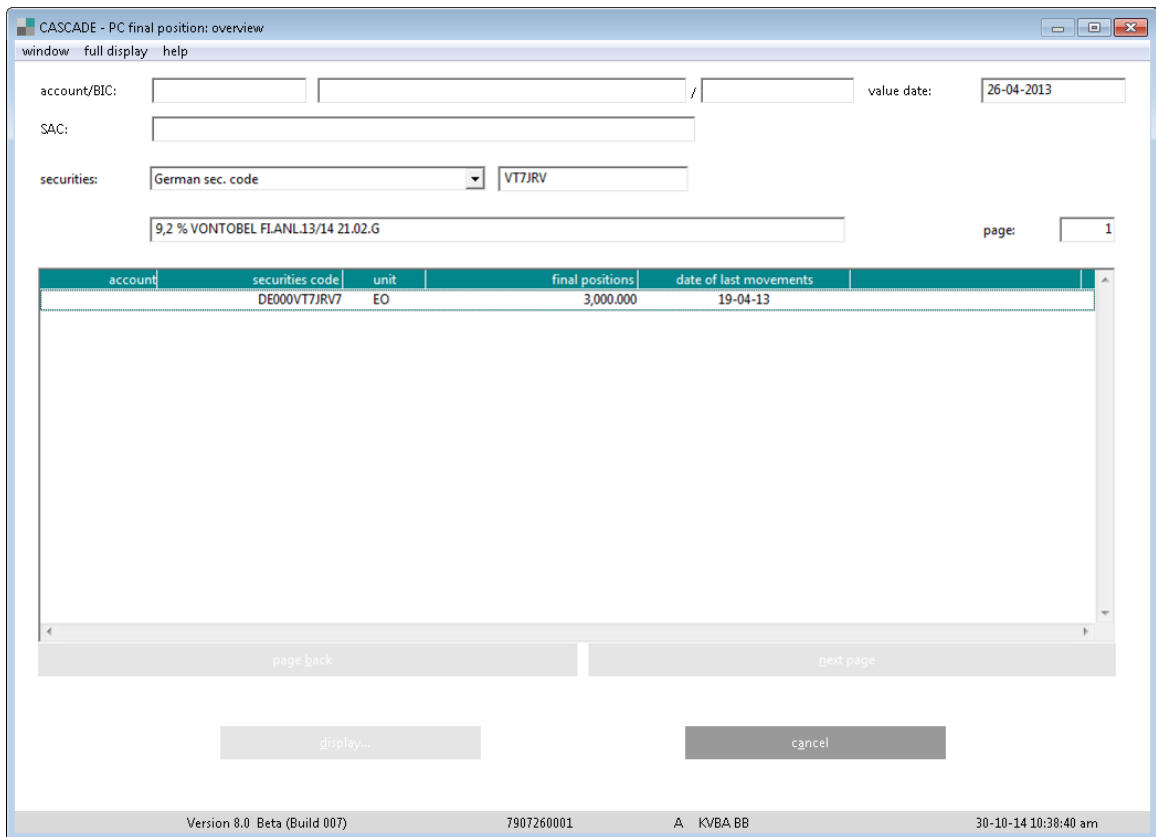 CASCADE - PC final position: overview
window full display help
account/BIC: / value date: 26-04-2013
SAC:
securities: German sec. code VT7JRV
9,2 % VONTOBEL FI.ANL.13/14 21.02.G page: 1
account securities code unit final positions date of last movements
DE000VT7JRV7 EO 3,000.000 19-04-13
page back next page
display... cancel
Version 8.0 Beta (Build 007) 7907260001 A KVBA BB 30-10-14 10:38:40 am